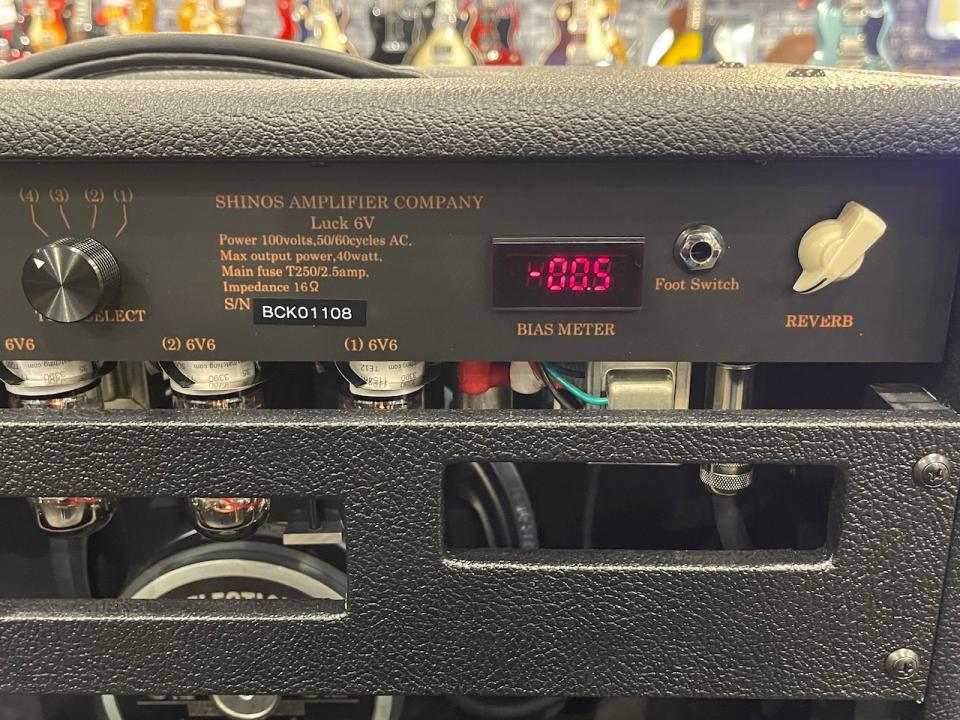 (4) (3) (2) (1)
SHINOS AMPLIFIER COMPANY
Luck 6V
Power 100volts,50/60cycles AC.
Max output power,40watt,
Main fuse T250/2.5amp,
Impedance 16Ω
S/N BCK01108
-00.5
BIAS METER
Foot Switch
REVERB
SELECT
6V6
(2) 6V6
(1) 6V6